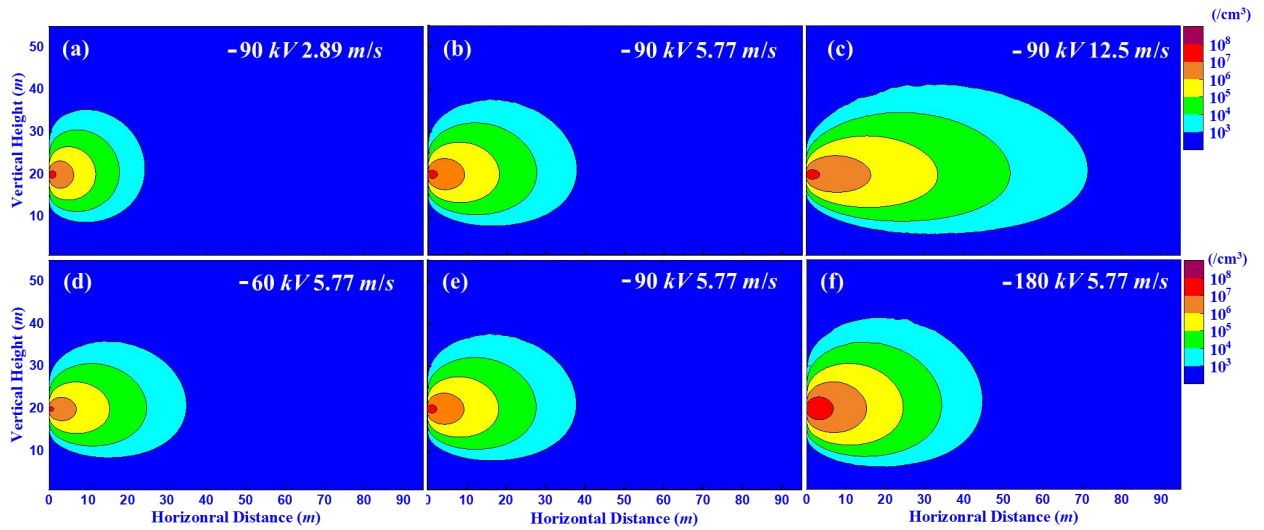 (/cm³)
(a) −90 kV 2.89 m/s
(b) −90 kV 5.77 m/s
(c) −90 kV 12.5 m/s
50
40
30
20
10
Vertical Height (m)
10⁸
10⁷
10⁶
10⁵
10⁴
10³
(/cm³)
(d) −60 kV 5.77 m/s
(e) −90 kV 5.77 m/s
(f) −180 kV 5.77 m/s
50
40
30
20
10
Vertical Height (m)
10⁸
10⁷
10⁶
10⁵
10⁴
10³
0 10 20 30 40 50 60 70 80 90
0 10 20 30 40 50 60 70 80 90
0 10 20 30 40 50 60 70 80 90
Horizonral Distance (m)
Horizontal Distance (m)
Horizonral Distance (m)